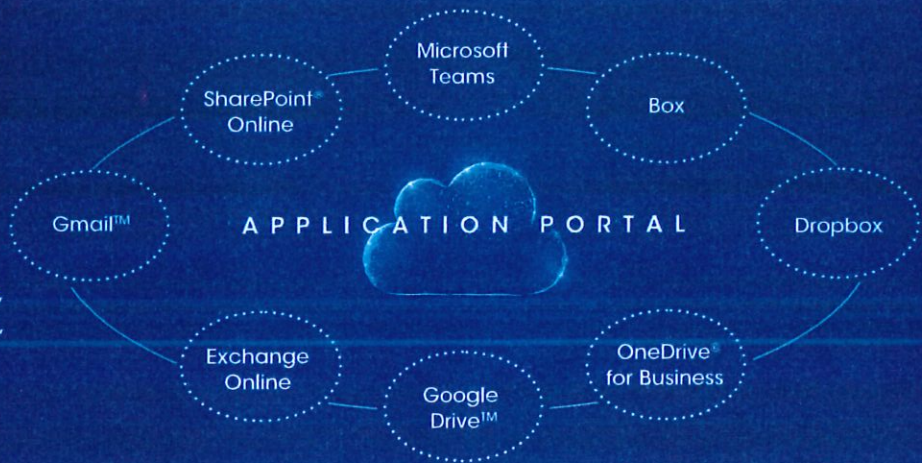 Microsoft
Teams
SharePoint®
Online
Box
Gmail™
APPLICATION PORTAL
Dropbox
Exchange
Online
OneDrive®
for Business
Google
Drive™